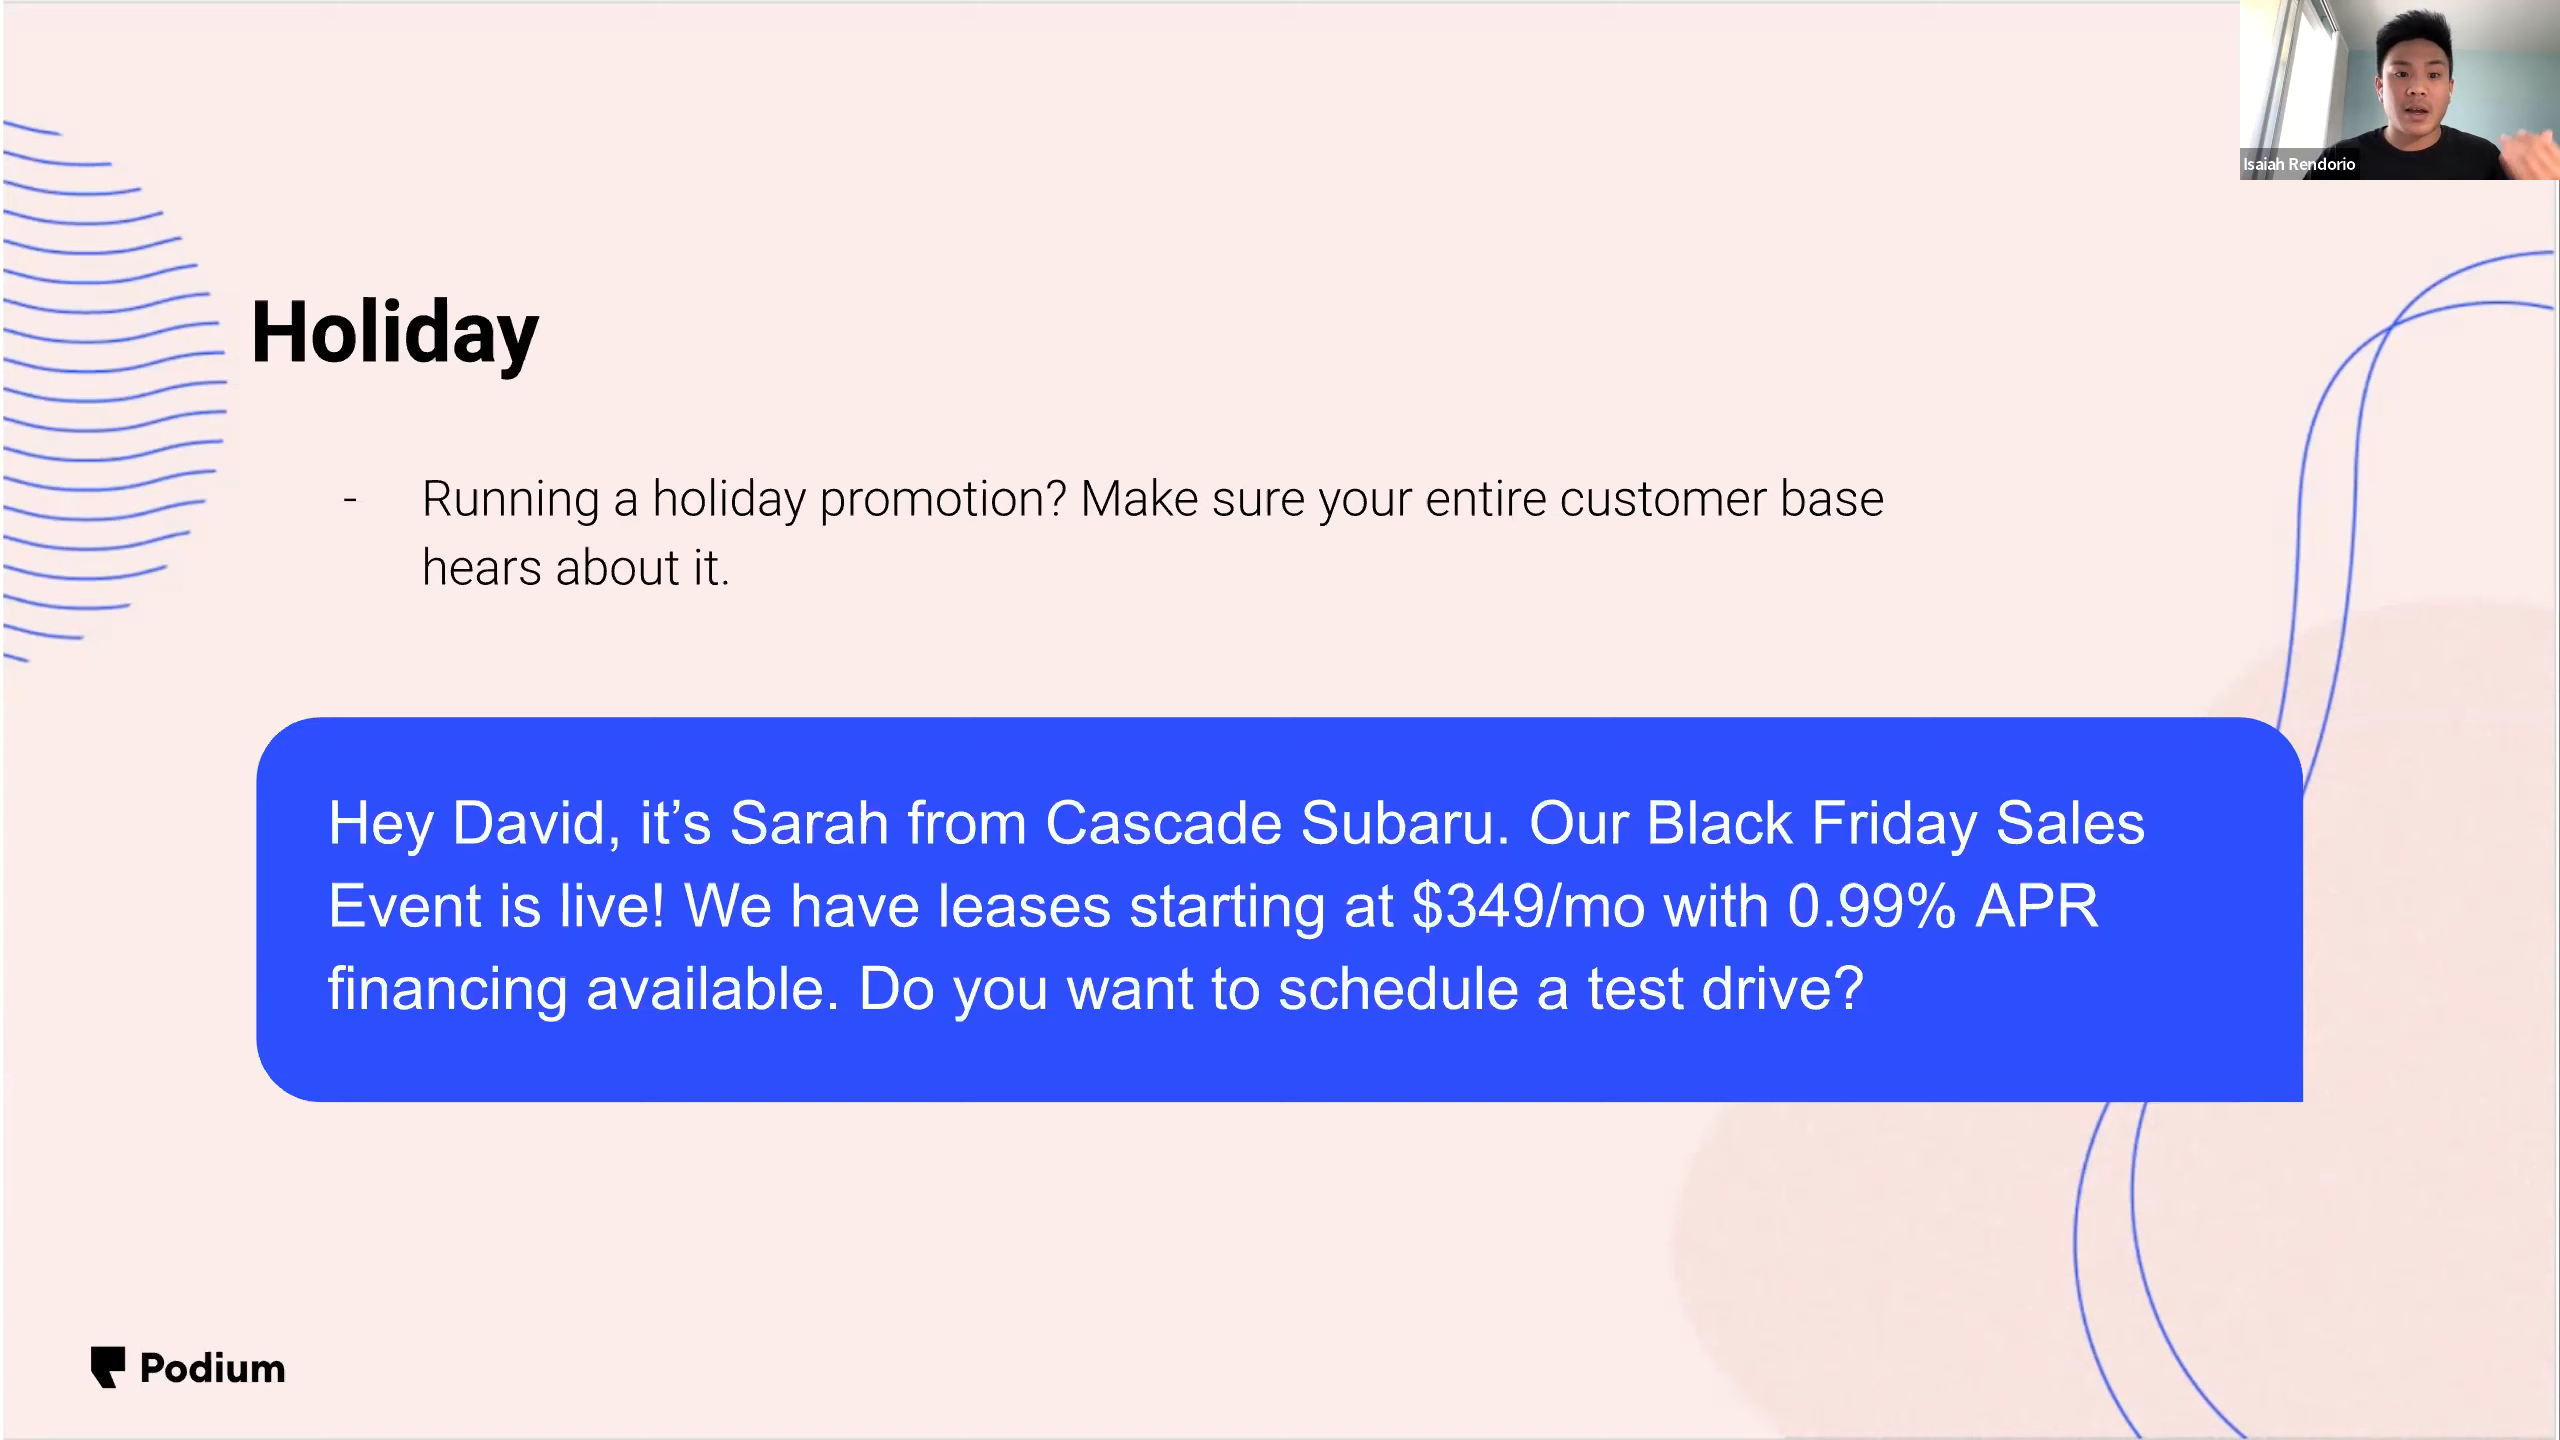 Isaiah Rendorio
Holiday
- Running a holiday promotion? Make sure your entire customer base
hears about it.
Hey David, it’s Sarah from Cascade Subaru. Our Black Friday Sales
Event is live! We have leases starting at $349/mo with 0.99% APR
financing available. Do you want to schedule a test drive?
Podium